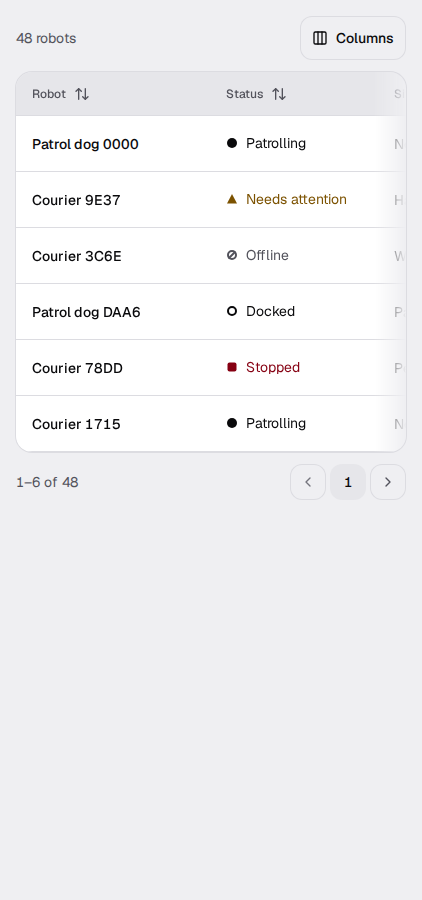 48 robots
Columns
Robot Status
Patrol dog 0000 Patrolling
Courier 9E37 Needs attention
Courier 3C6E Offline
Patrol dog DAA6 Docked
Courier 78DD Stopped
Courier 1715 Patrolling
1–6 of 48
1